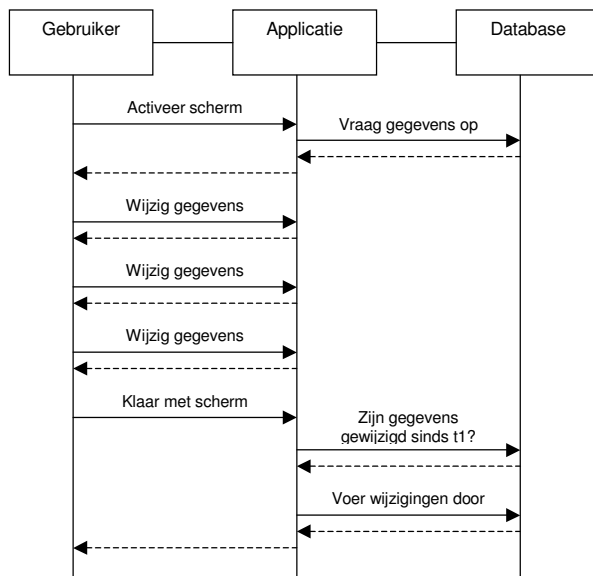 Gebruiker
Applicatie
Database
Activeer scherm
Vraag gegevens op
Wijzig gegevens
Wijzig gegevens
Wijzig gegevens
Klaar met scherm
Zijn gegevens
gewijzigd sinds t1?
Voer wijzigingen door